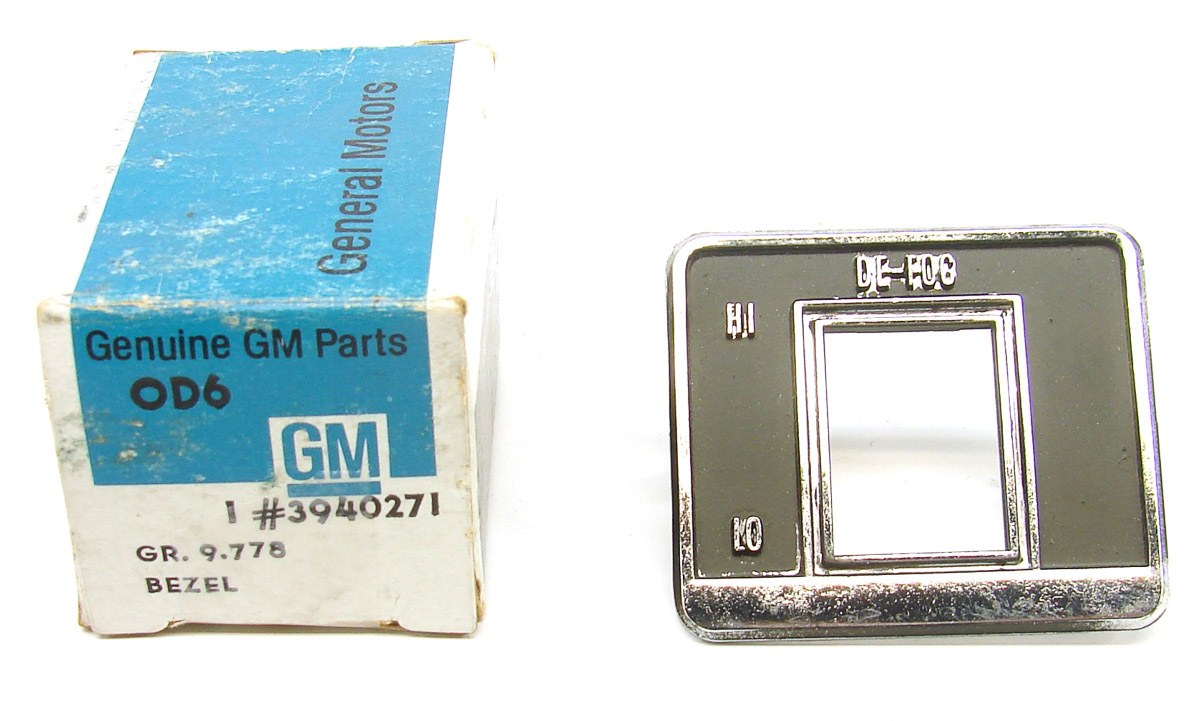 General Motors
Genuine GM Parts
OD6
GM
1 #3940271
GR. 9.778
BEZEL
DE-FOG
HI
LO